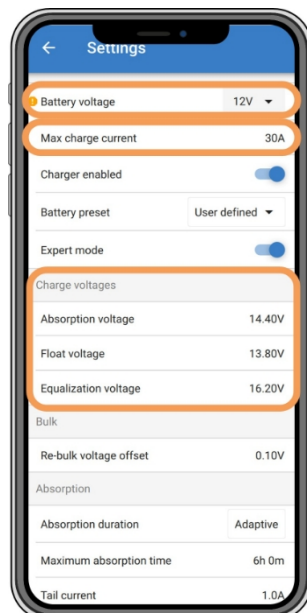 Settings
Battery voltage 12V
Max charge current 30A
Charger enabled
Battery preset User defined
Expert mode
Charge voltages
Absorption voltage 14.40V
Float voltage 13.80V
Equalization voltage 16.20V
Bulk
Re-bulk voltage offset 0.10V
Absorption
Absorption duration Adaptive
Maximum absorption time 6h 0m
Tail current 1.0A